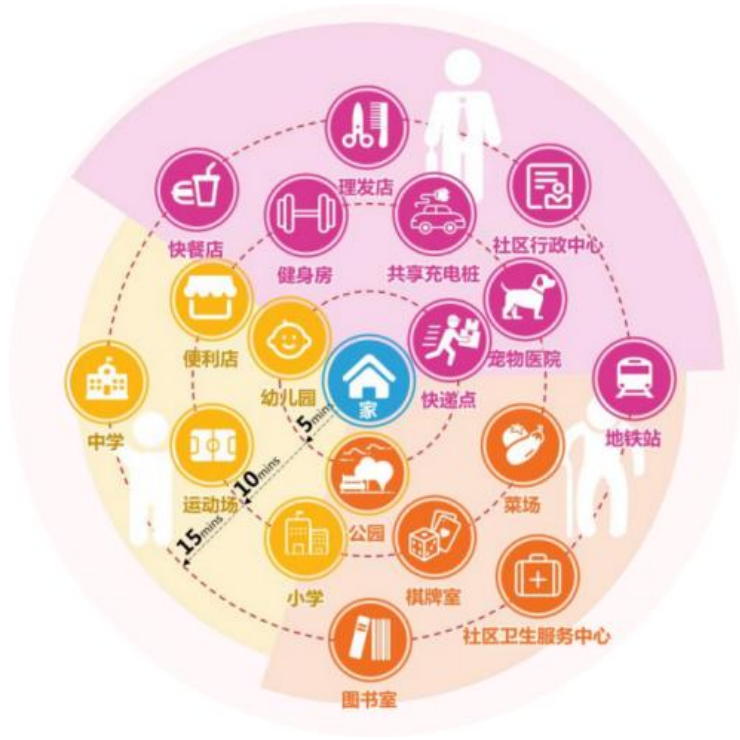 理发店
快餐店
社区行政中心
健身房
共享充电桩
便利店
宠物医院
幼儿园
家
快递点
中学
地铁站
5mins
运动场
10mins
菜场
15mins
公园
小学
棋牌室
社区卫生服务中心
图书室